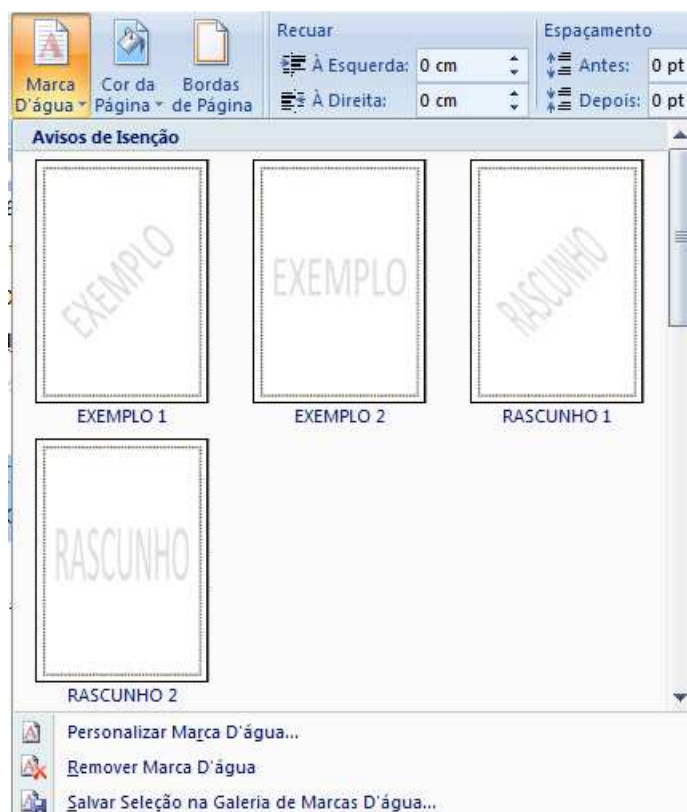 Marca D'água
Cor da Página
Bordas de Página
Recuar
À Esquerda: 0 cm
À Direita: 0 cm
Espaçamento
Antes: 0 pt
Depois: 0 pt
Avisos de Isenção
EXEMPLO
EXEMPLO
RASCUNHO
EXEMPLO 1
EXEMPLO 2
RASCUNHO 1
RASCUNHO
RASCUNHO 2
Personalizar Marca D'água...
Remover Marca D'água
Salvar Seleção na Galeria de Marcas D'água...